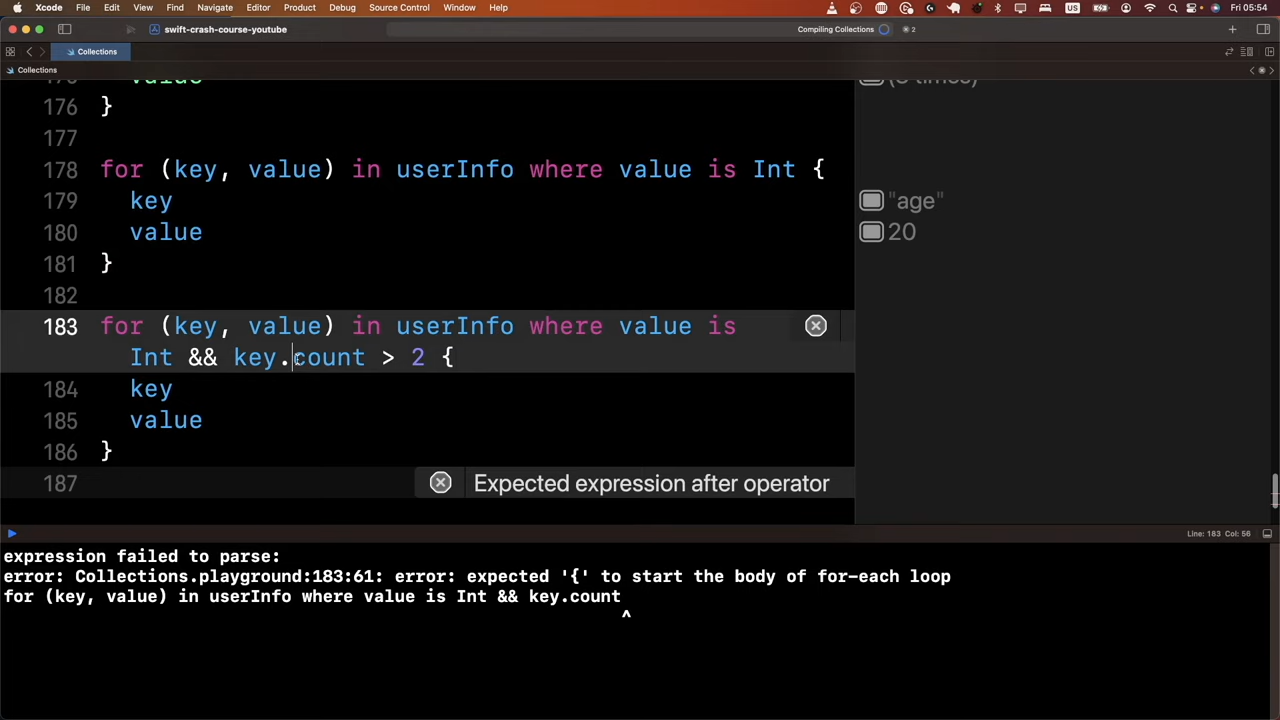 Xcode File Edit View Find Navigate Editor Product Debug Source Control Window Help US Fri 05:54
swift-crash-course-youtube Compiling Collections 2
Collections
Collections
value
176 }
177
178 for (key, value) in userInfo where value is Int {
179 key "age"
180 value 20
181 }
182
183 for (key, value) in userInfo where value is
Int && key.count > 2 {
184 key
185 value
186 }
187 Expected expression after operator
Line: 183 Col: 56
expression failed to parse:
error: Collections.playground:183:61: error: expected '{' to start the body of for-each loop
for (key, value) in userInfo where value is Int && key.count
^